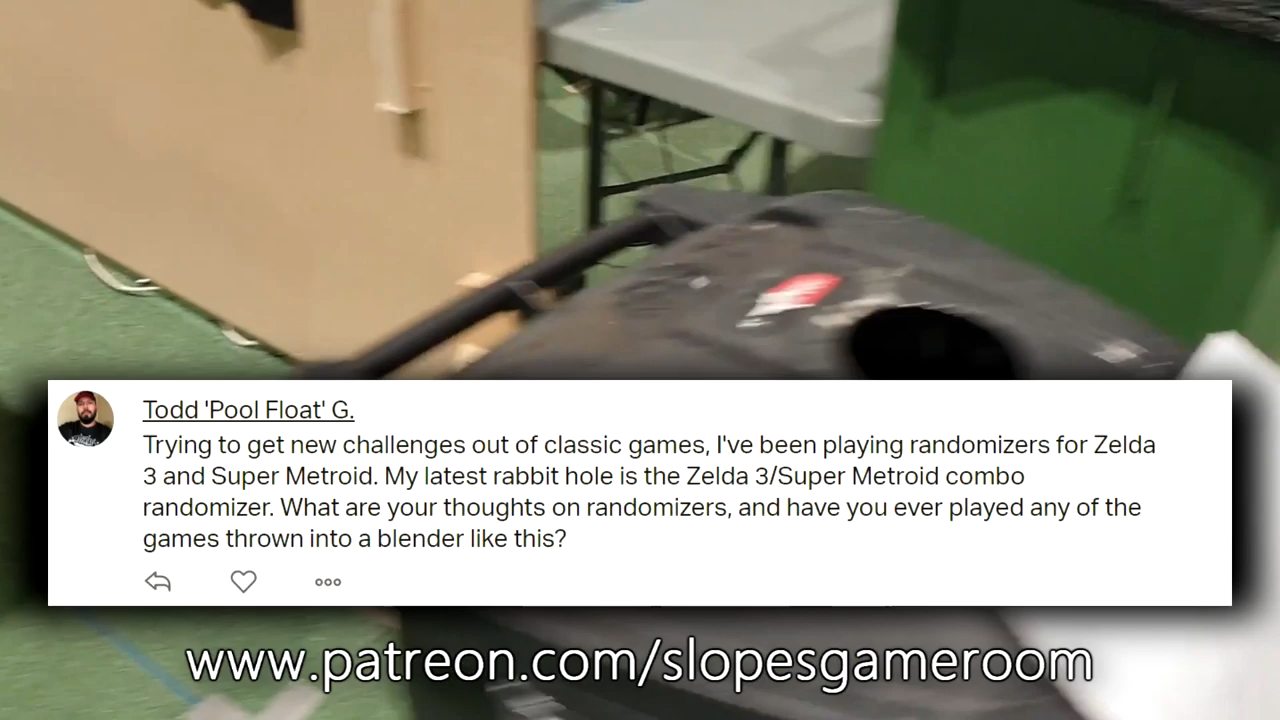 Todd 'Pool Float' G.
Trying to get new challenges out of classic games, I've been playing randomizers for Zelda
3 and Super Metroid. My latest rabbit hole is the Zelda 3/Super Metroid combo
randomizer. What are your thoughts on randomizers, and have you ever played any of the
games thrown into a blender like this?
www.patreon.com/slopesgameroom